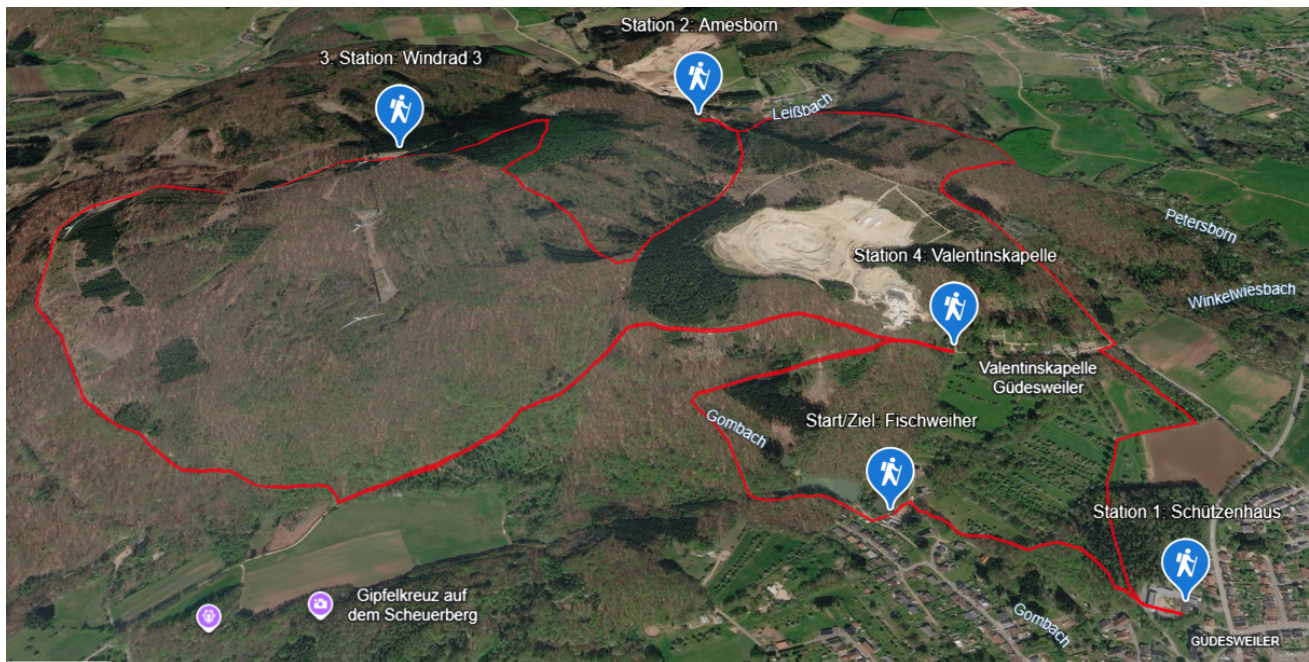 Station 2: Amesborn
3. Station: Windrad 3
Leißbach
Petersborn
Station 4: Valentinskapelle
Winkelwiesbach
Valentinskapelle
Güdesweiler
Gombach
Start/Ziel: Fischweiher
Station 1: Schützenhaus
Gipfelkreuz auf
dem Scheuerberg
Gombach
GÜDESWEILER